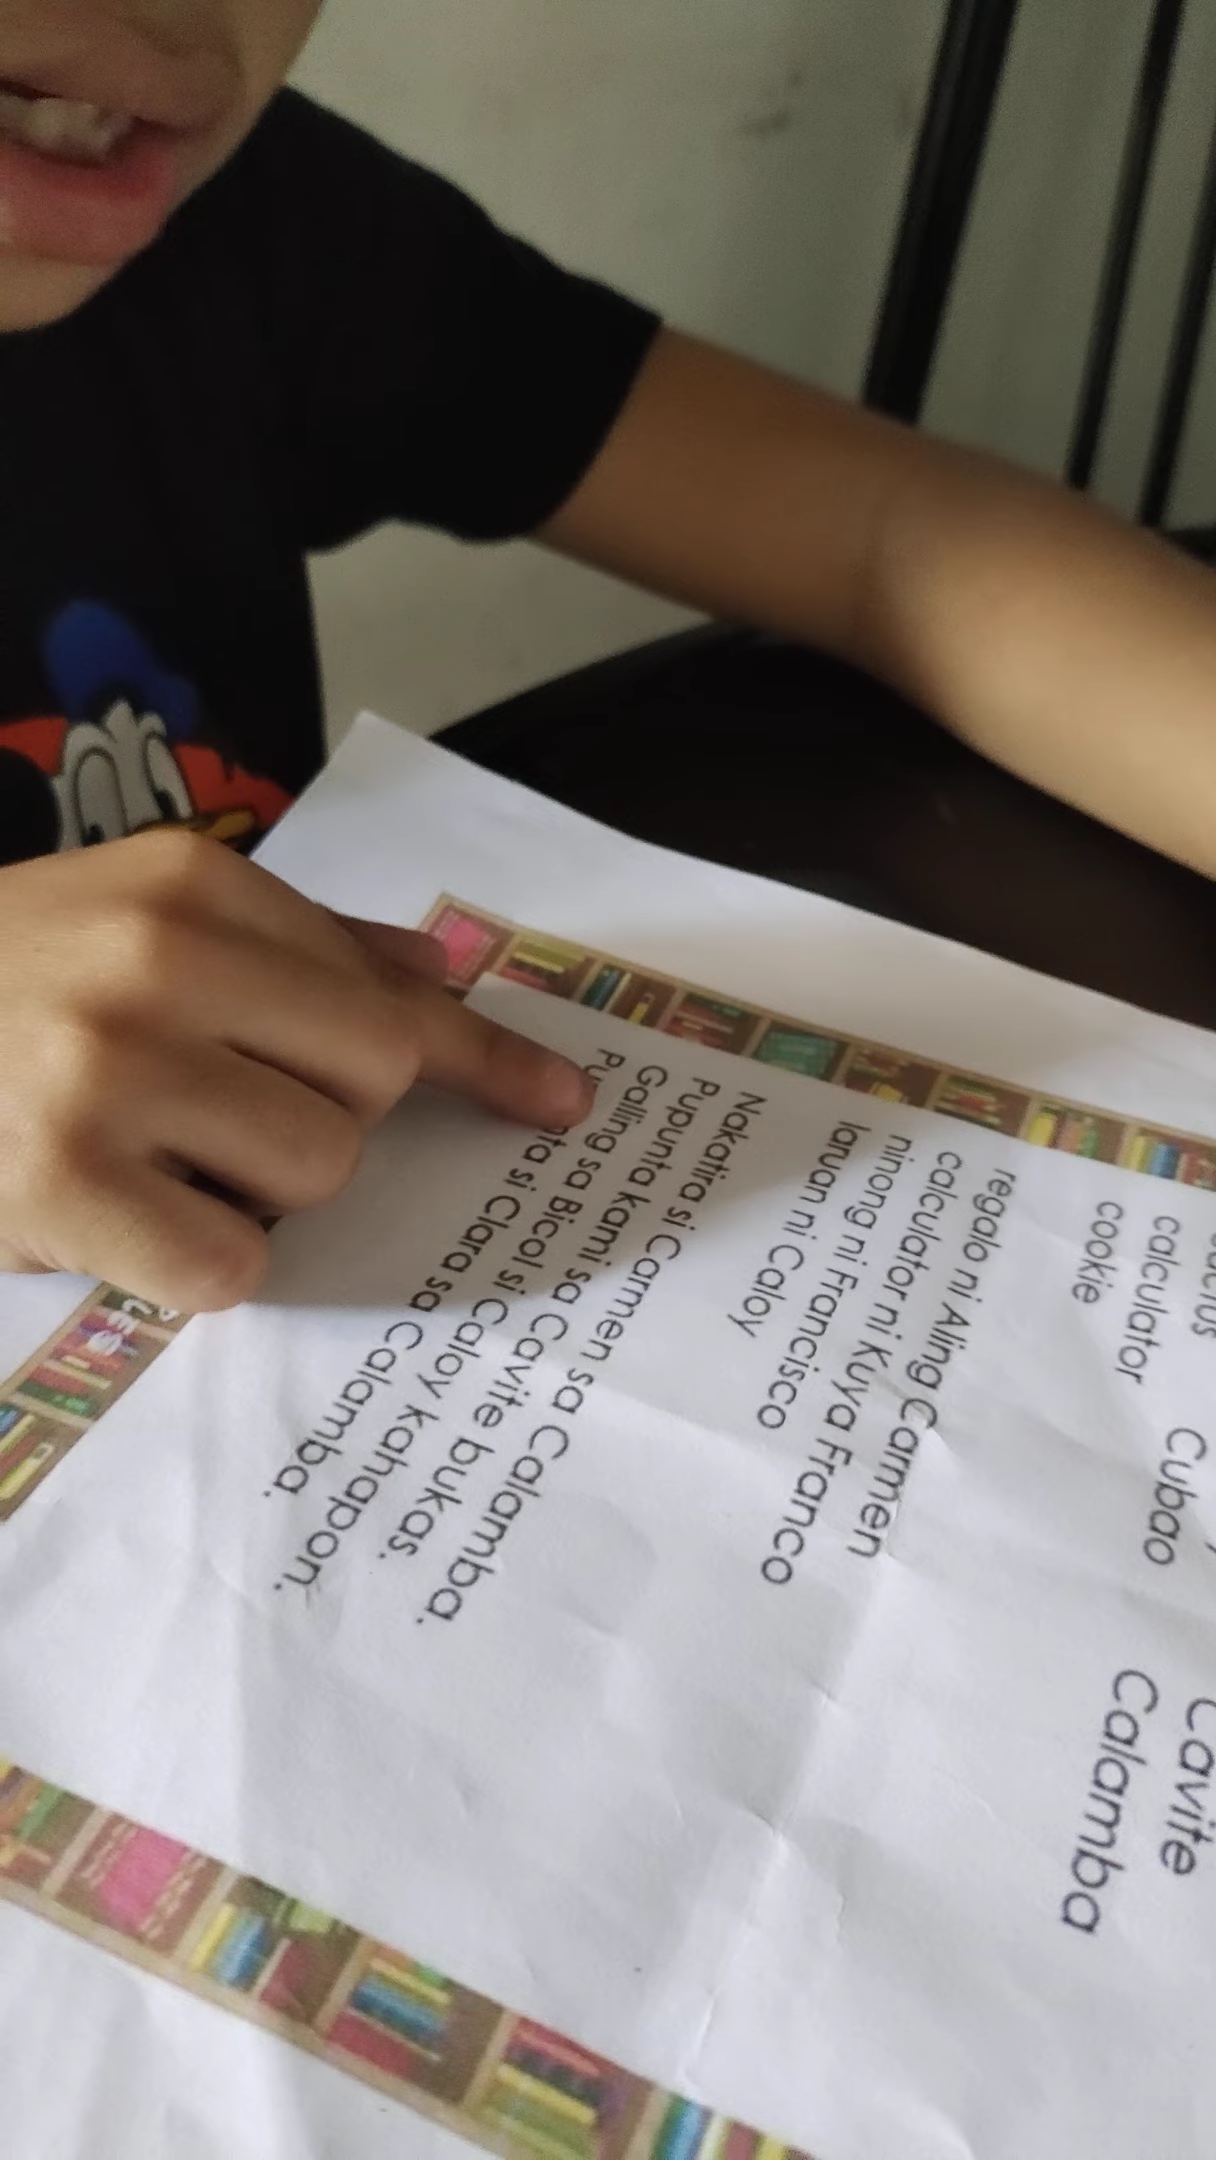 Cavite
calculator Cubao Calamba
cookie
regalo ni Aling Carmen
calculator ni Kuya Franco
ninong ni Francisco
laruan ni Caloy
Nakatira si Carmen sa Calamba.
Pupunta kami sa Cavite bukas.
Galing sa Bicol si Caloy kahapon.
si Clara sa Calamba.